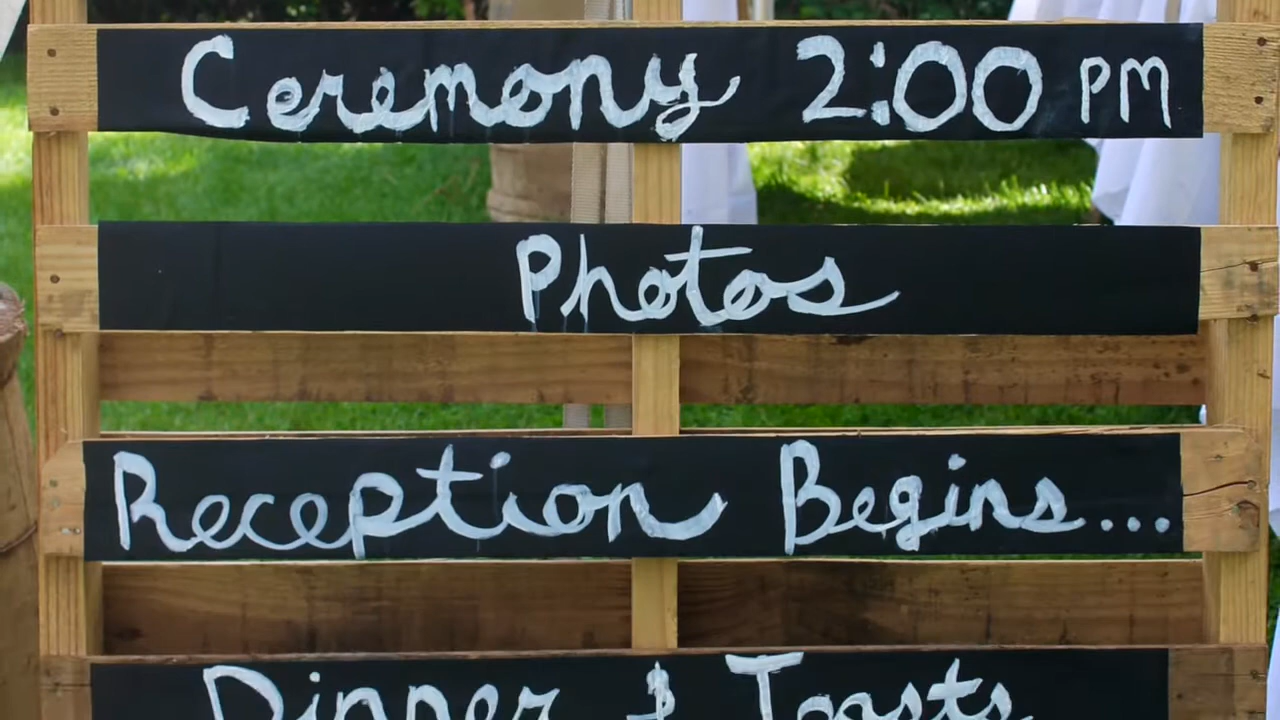 Ceremony 2:00 PM
Photos
Reception Begins...
Dinner & Toasts